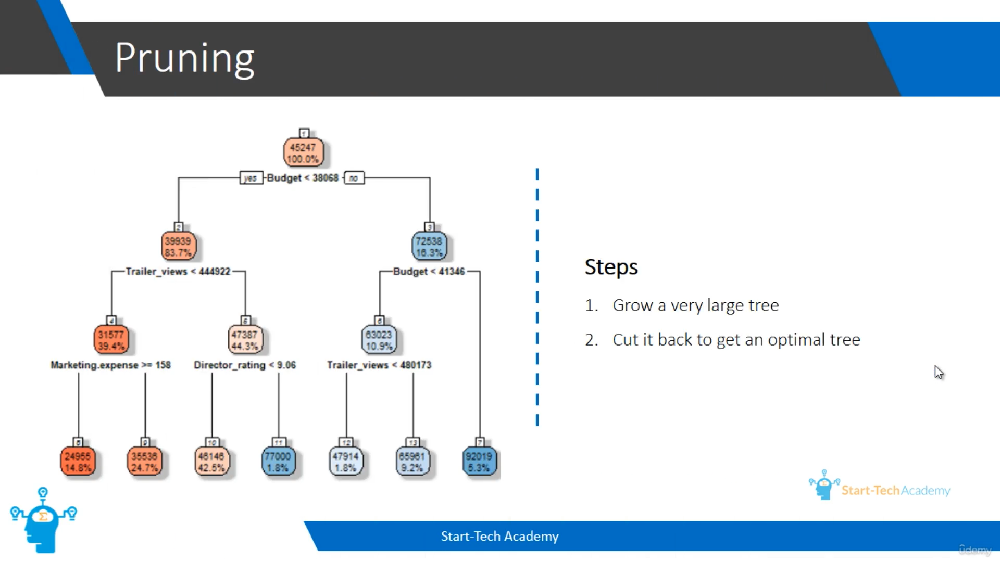 Pruning
1
45247
100.0%
yes Budget < 38068 no
2
39939
83.7%
3
72538
16.3%
Trailer_views < 444922
Budget < 41346
4
31577
39.4%
5
47387
44.3%
6
63023
10.9%
Marketing.expense >= 158
Director_rating < 9.06
Trailer_views < 480173
8
24955
14.8%
9
35536
24.7%
10
46146
42.5%
11
77000
1.8%
12
47914
1.8%
13
65961
9.2%
7
92019
5.3%
Steps
1. Grow a very large tree
2. Cut it back to get an optimal tree
Start-Tech Academy
Σ
Start-Tech Academy
udemy